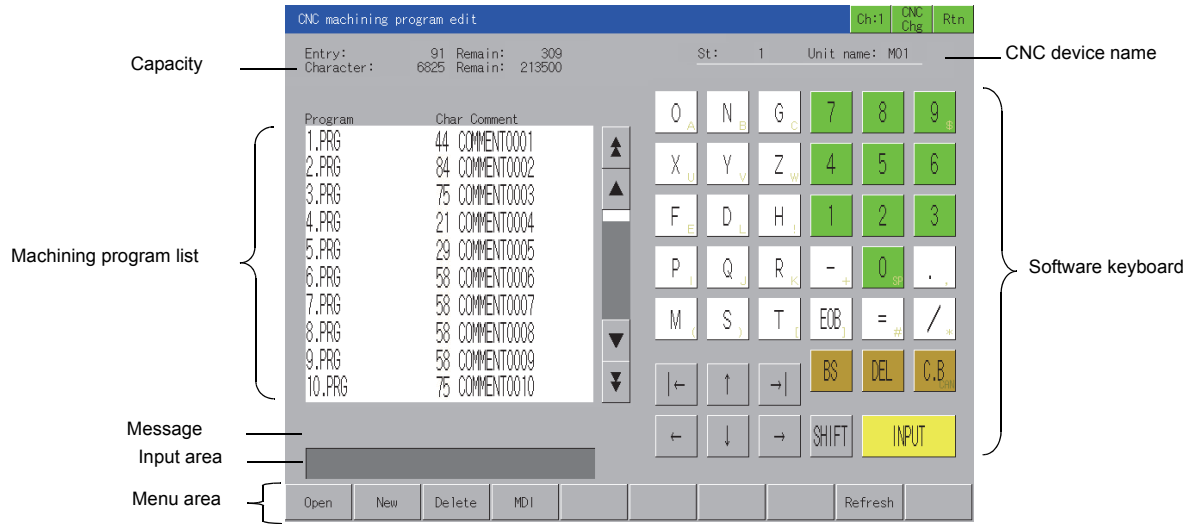 CNC machining program edit Ch:1 CNC Chg Rtn
Entry: 91 Remain: 309 St: 1 Unit name: M01
Character: 6825 Remain: 213500
Capacity
CNC device name
Program Char Comment
1.PRG 44 COMMENT0001
2.PRG 84 COMMENT0002
3.PRG 75 COMMENT0003
4.PRG 21 COMMENT0004
5.PRG 29 COMMENT0005
6.PRG 58 COMMENT0006
7.PRG 58 COMMENT0007
8.PRG 58 COMMENT0008
9.PRG 58 COMMENT0009
10.PRG 75 COMMENT0010
Machining program list
O A N B G C 7 8 9 $
X U Y V Z W 4 5 6
F E D L H ! 1 2 3
P I Q J R K - + 0 SP . ,
M ( S ) T [ EOB ] = # / *
|← ↑ →| BS DEL C.B CAN
← ↓ → SHIFT INPUT
Software keyboard
Message
Input area
Menu area
Open New Delete MDI Refresh